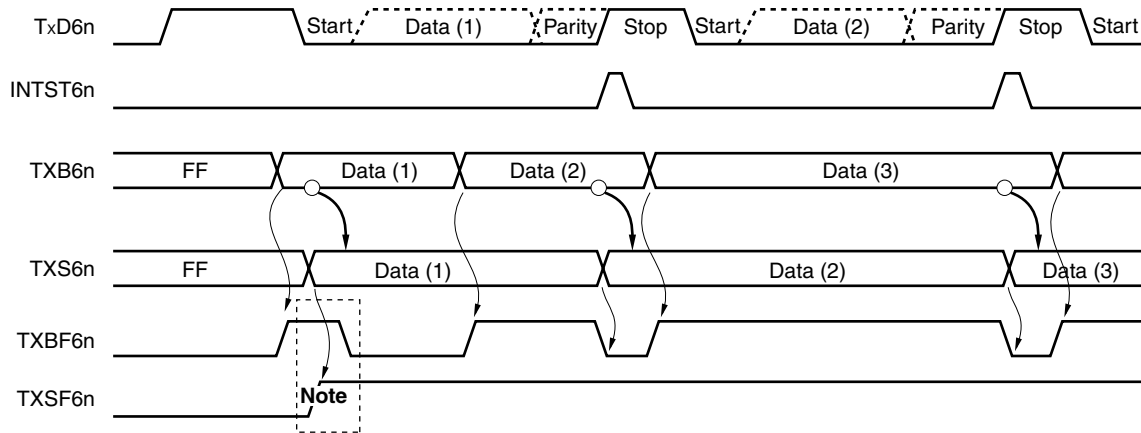 TxD6n Start Data (1) Parity Stop Start Data (2) Parity Stop Start
INTST6n
TXB6n FF Data (1) Data (2) Data (3)
TXS6n FF Data (1) Data (2) Data (3)
TXBF6n
TXSF6n Note